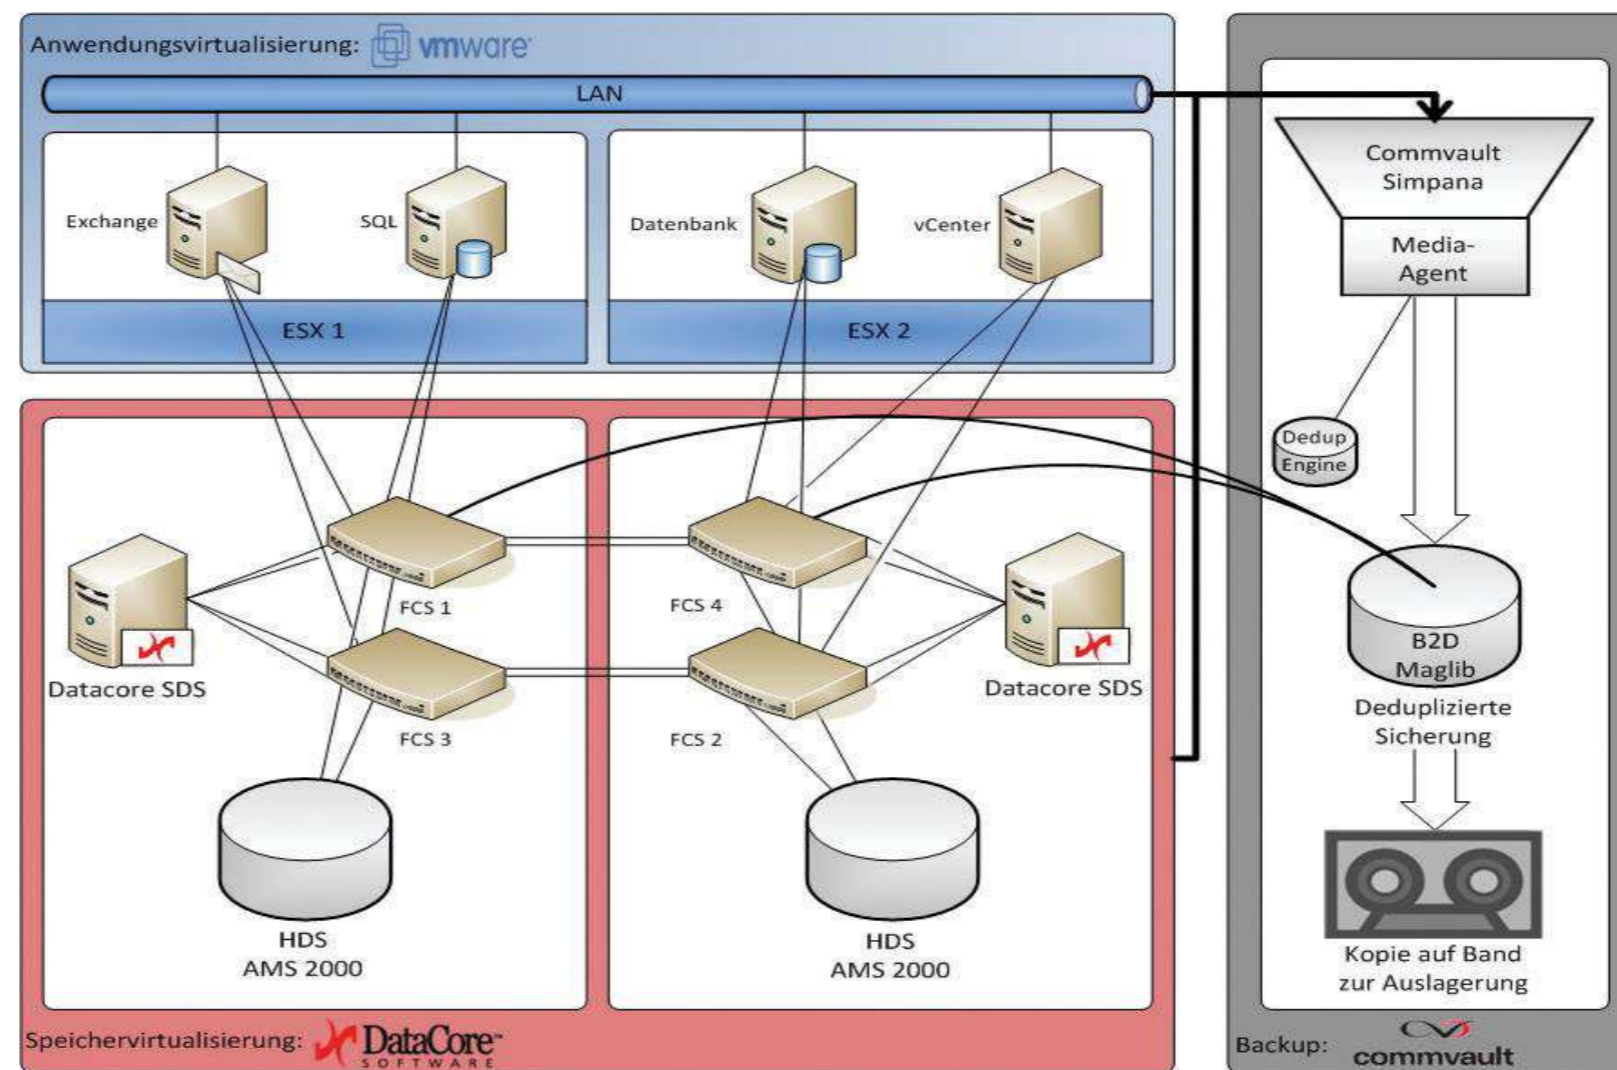 Anwendungsvirtualisierung: vmware
LAN
Exchange
SQL
Datenbank
vCenter
ESX 1
ESX 2
FCS 1
FCS 4
Datacore SDS
Datacore SDS
FCS 3
FCS 2
HDS
AMS 2000
HDS
AMS 2000
Speichervirtualisierung: DataCore™
SOFTWARE
Commvault
Simpana
Media-
Agent
Dedup
Engine
B2D
Maglib
Deduplizierte
Sicherung
Kopie auf Band
zur Auslagerung
Backup: commvault